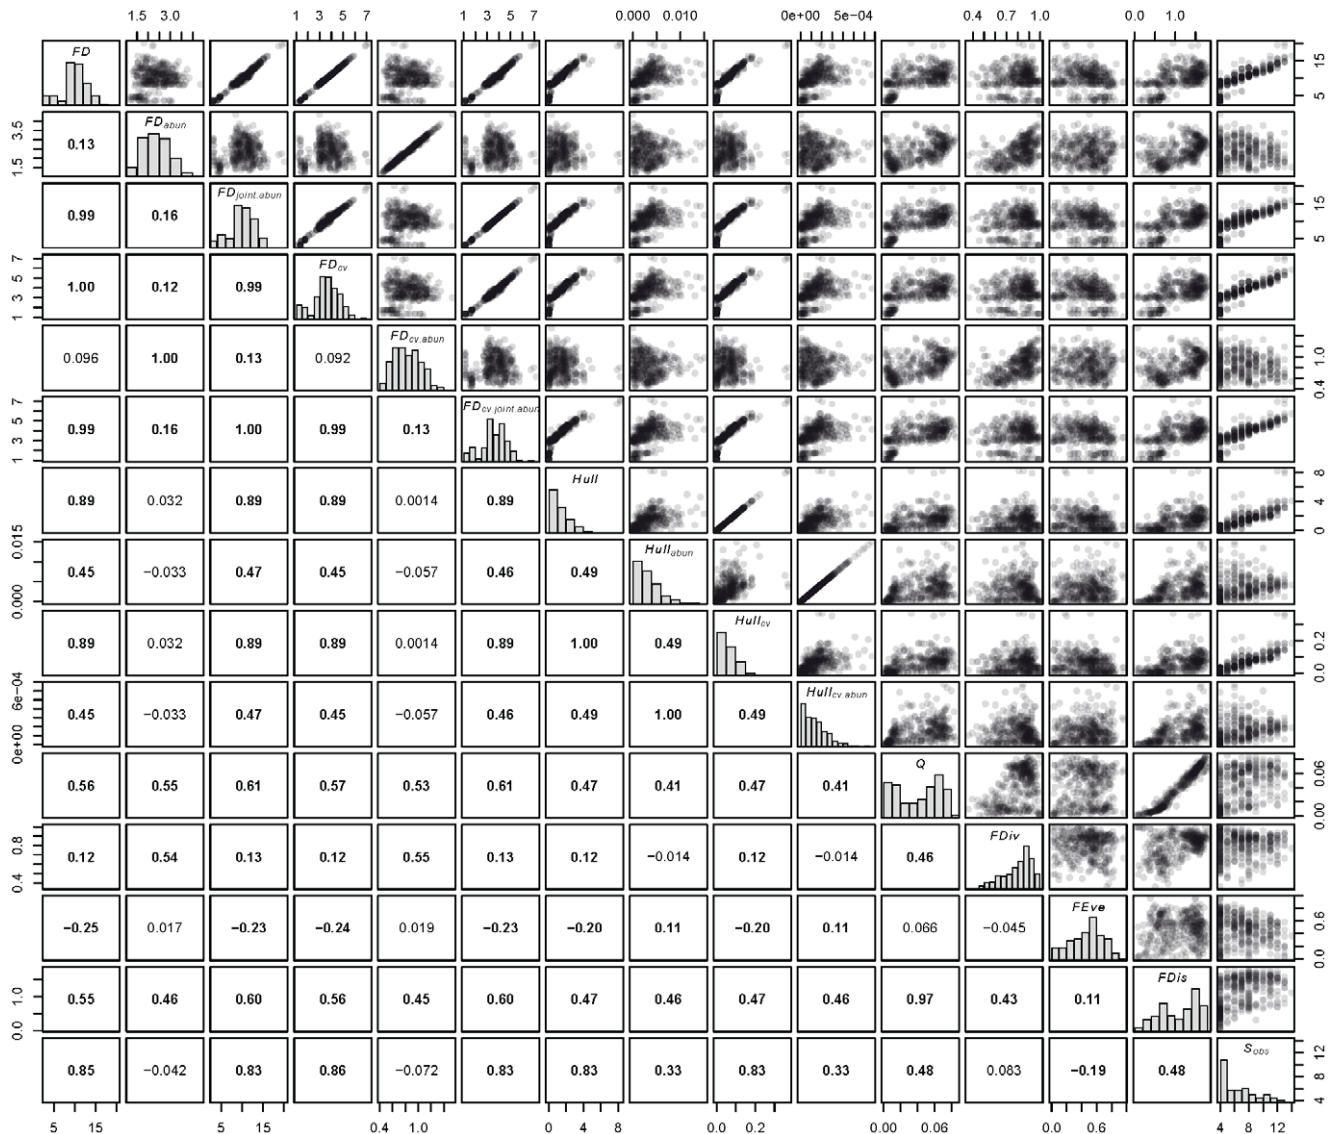 1.5 3.0 1 3 5 7 1 3 5 7 0.000 0.010 0e+00 5e−04 0.4 0.7 1.0 0.0 1.0
FD 5 15
1.5 3.5 0.13 FDabun
0.99 0.16 FDjoint.abun 5 15
1 3 5 7 1.00 0.12 0.99 FDcv
0.096 1.00 0.13 0.092 FDcv.abun 0.4 1.0
1 3 5 7 0.99 0.16 1.00 0.99 0.13 FDcv.joint.abun
0.89 0.032 0.89 0.89 0.0014 0.89 Hull 0 4 8
0.000 0.015 0.45 −0.033 0.47 0.45 −0.057 0.46 0.49 Hullabun
0.89 0.032 0.89 0.89 0.0014 0.89 1.00 0.49 Hullcv 0.0 0.2
0e+00 6e−04 0.45 −0.033 0.47 0.45 −0.057 0.46 0.49 1.00 0.49 Hullcv.abun
0.56 0.55 0.61 0.57 0.53 0.61 0.47 0.41 0.47 0.41 Q 0.00 0.06
0.4 0.8 0.12 0.54 0.13 0.12 0.55 0.13 0.12 −0.014 0.12 −0.014 0.46 FDiv
−0.25 0.017 −0.23 −0.24 0.019 −0.23 −0.20 0.11 −0.20 0.11 0.066 −0.045 FEve 0.0 0.6
0.0 1.0 0.55 0.46 0.60 0.56 0.45 0.60 0.47 0.46 0.47 0.46 0.97 0.43 0.11 FDis
0.85 −0.042 0.83 0.86 −0.072 0.83 0.83 0.33 0.83 0.33 0.48 0.083 −0.19 0.48 Sobs 4 8 12
5 15 5 15 0.4 1.0 0 4 8 0.0 0.2 0.00 0.06 0.0 0.6 4 8 12